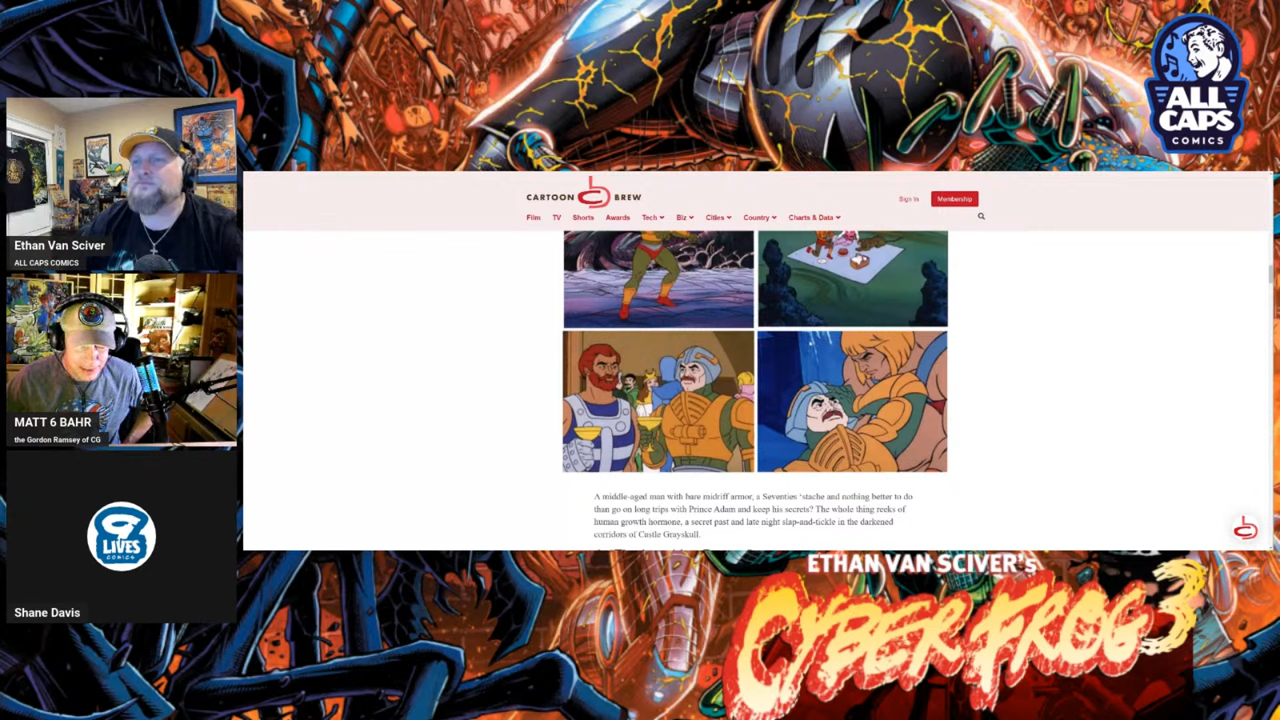 ALL
CAPS
COMICS
Ethan Van Sciver
ALL CAPS COMICS
MATT 6 BAHR
the Gordon Ramsey of CG
9
LIVES
COMICS
Shane Davis
CARTOON BREW
Sign In
Membership
Film TV Shorts Awards Tech Biz Cities Country Charts & Data
A middle-aged man with bare midriff armor, a Seventies ‘stache and nothing better to do
than go on long trips with Prince Adam and keep his secrets? The whole thing reeks of
human growth hormone, a secret past and late night slap-and-tickle in the darkened
corridors of Castle Grayskull.
ETHAN VAN SCIVER's
CYBERFROG 3